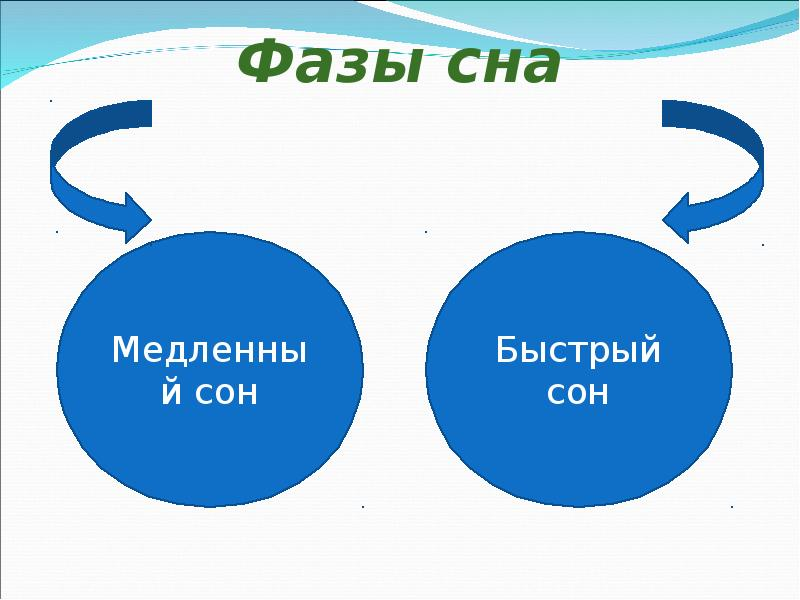 Фазы сна
Медленны
й сон
Быстрый
сон